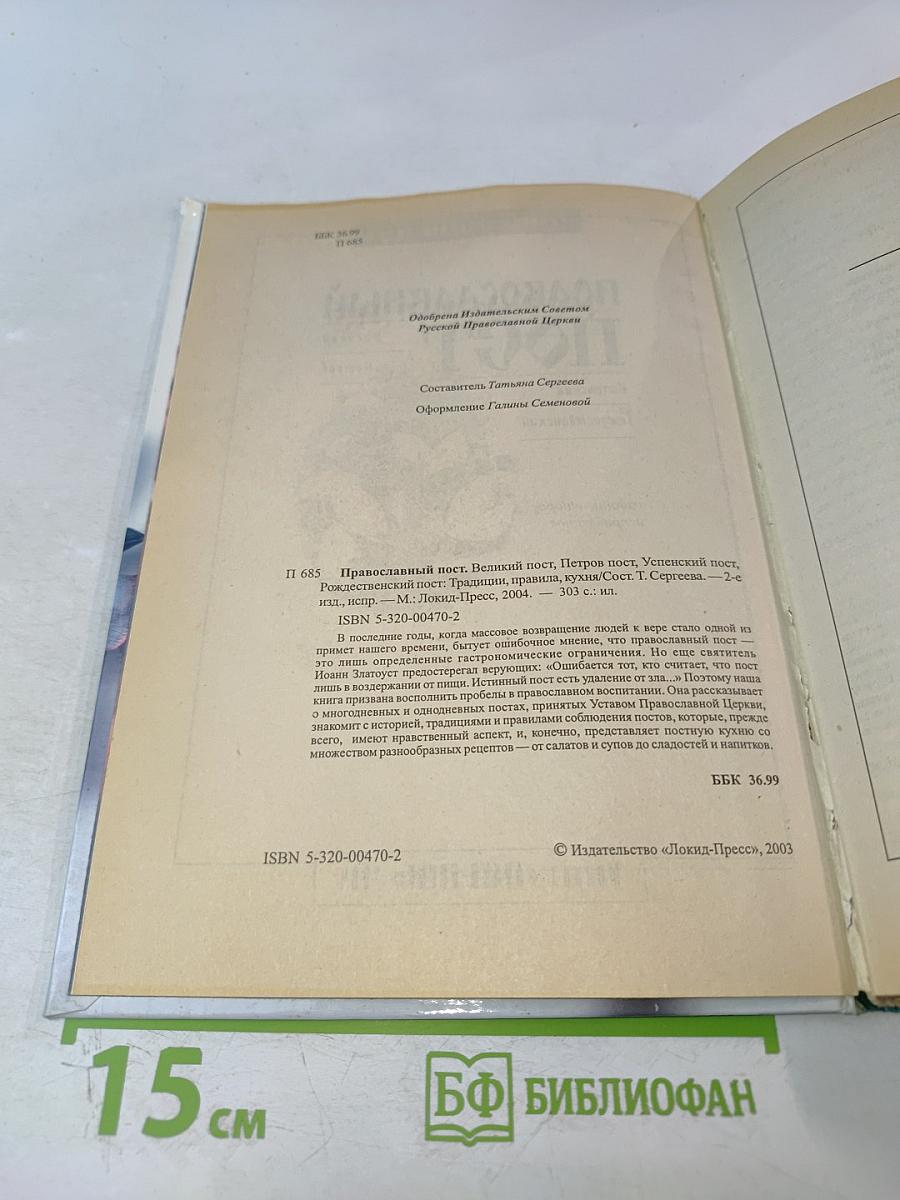 ББК 36.99
П 685
Одобрена Издательским Советом
Русской Православной Церкви
Составитель Татьяна Сергеева
Оформление Галины Семеновой
П 685 Православный пост. Великий пост, Петров пост, Успенский пост,
Рождественский пост: Традиции, правила, кухня/Сост. Т. Сергеева. — 2-е
изд., испр. — М.: Локид-Пресс, 2004. — 303 с.: ил.
ISBN 5-320-00470-2
В последние годы, когда массовое возвращение людей к вере стало одной из
примет нашего времени, бытует ошибочное мнение, что православный пост —
это лишь определенные гастрономические ограничения. Но еще святитель
Иоанн Златоуст предостерегал верующих: «Ошибается тот, кто считает, что пост
лишь в воздержании от пищи. Истинный пост есть удаление от зла...» Поэтому наша
книга призвана восполнить пробелы в православном воспитании. Она рассказывает
о многодневных и однодневных постах, принятых Уставом Православной Церкви,
знакомит с историей, традициями и правилами соблюдения постов, которые, прежде
всего, имеют нравственный аспект, и, конечно, представляет постную кухню со
множеством разнообразных рецептов — от салатов и супов до сладостей и напитков.
ББК 36.99
ISBN 5-320-00470-2
© Издательство «Локид-Пресс», 2003
15 см
БФ БИБЛИОФАН